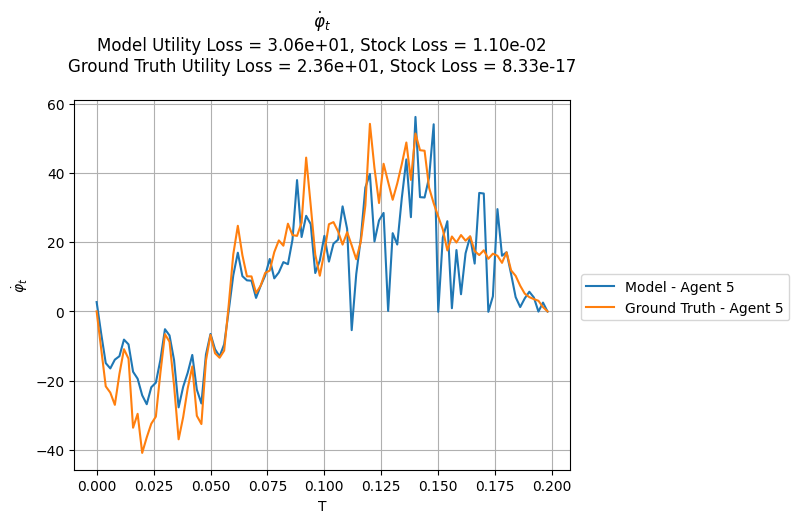 φ̇ₜ
Model Utility Loss = 3.06e+01, Stock Loss = 1.10e-02
Ground Truth Utility Loss = 2.36e+01, Stock Loss = 8.33e-17
60
40
20
0
−20
−40
φ̇ₜ
0.000
0.025
0.050
0.075
0.100
0.125
0.150
0.175
0.200
T
Model - Agent 5
Ground Truth - Agent 5